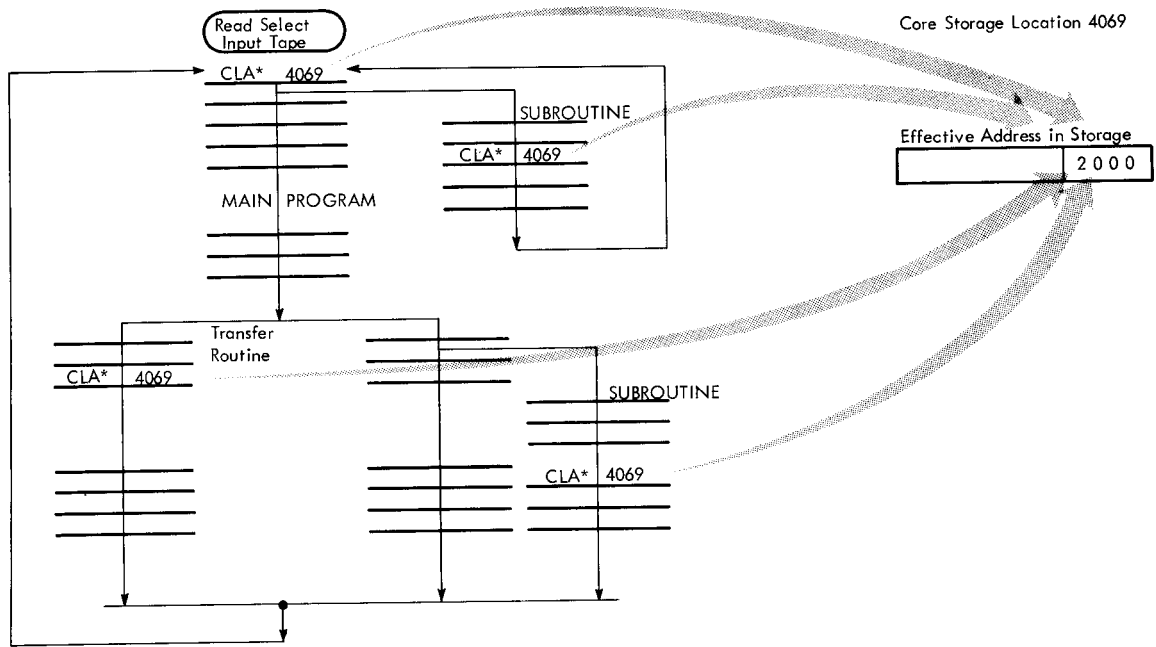 Read Select
Input Tape
Core Storage Location 4069
CLA* 4069
SUBROUTINE
CLA* 4069
Effective Address in Storage
2000
MAIN PROGRAM
Transfer
Routine
CLA* 4069
SUBROUTINE
CLA* 4069